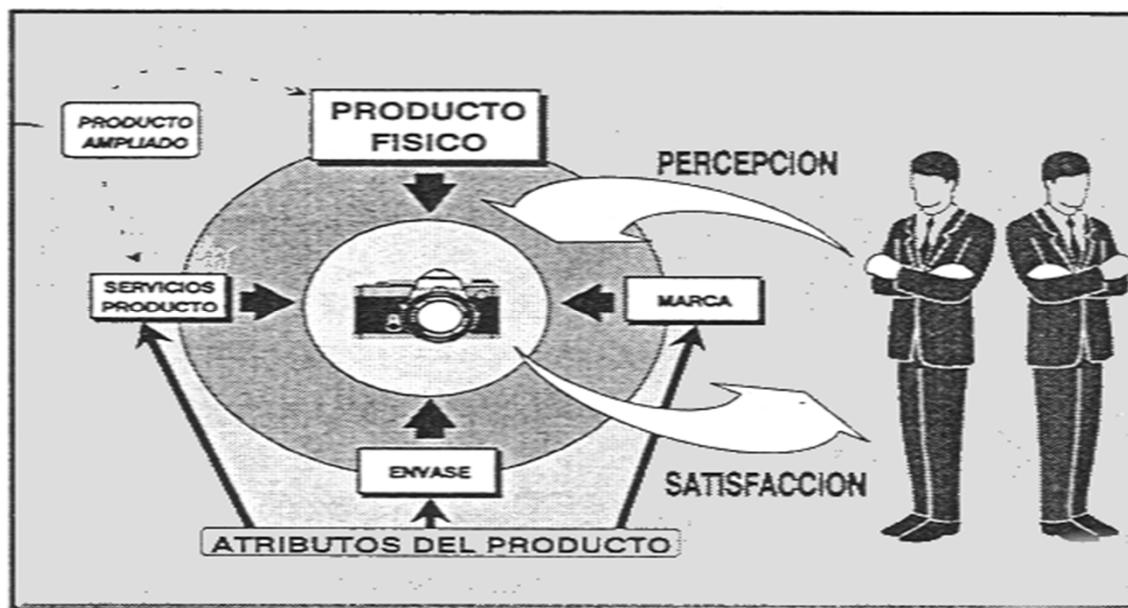 PRODUCTO
AMPLIADO
PRODUCTO
FISICO
PERCEPCION
SERVICIOS
PRODUCTO
MARCA
ENVASE
SATISFACCION
ATRIBUTOS DEL PRODUCTO